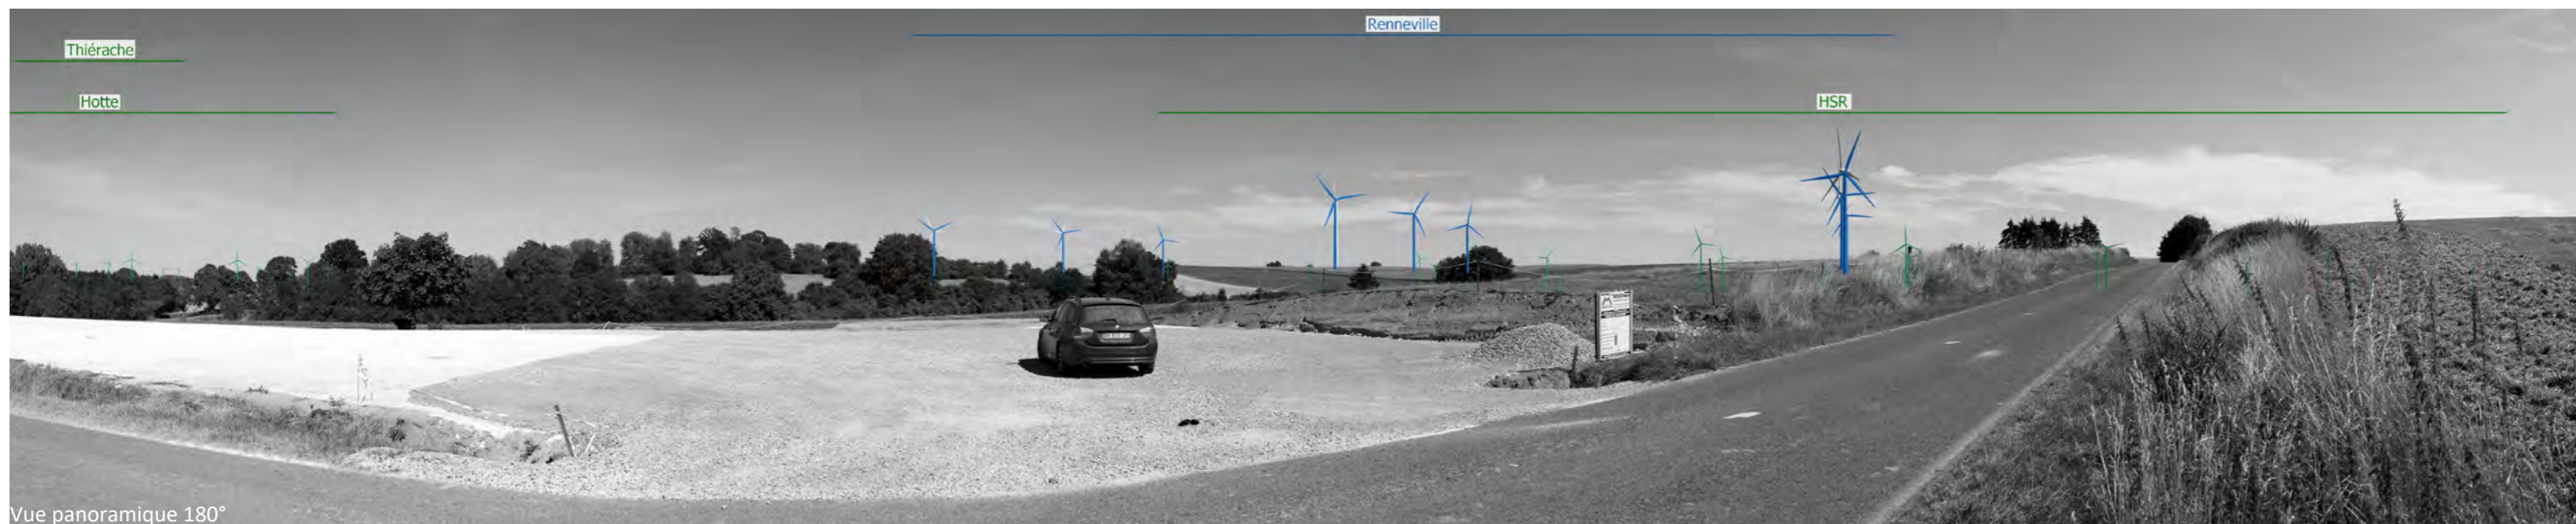 Renneville
Thiérache
Hotte
HSR
Vue panoramique 180°